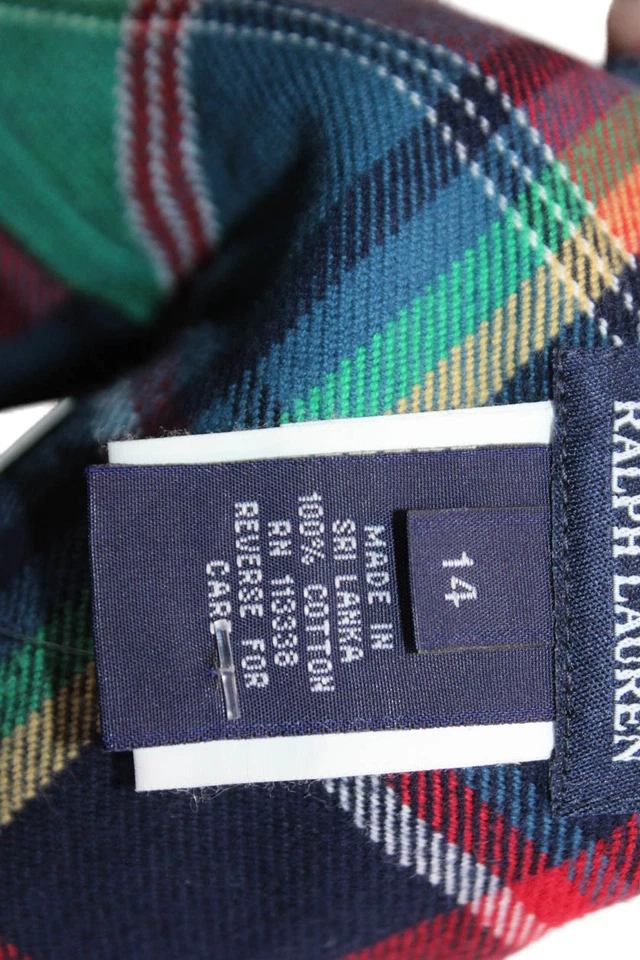 RALPH LAUREN
14
MADE IN
SRI LANKA
100% COTTON
RN 113338
REVERSE FOR
CARE